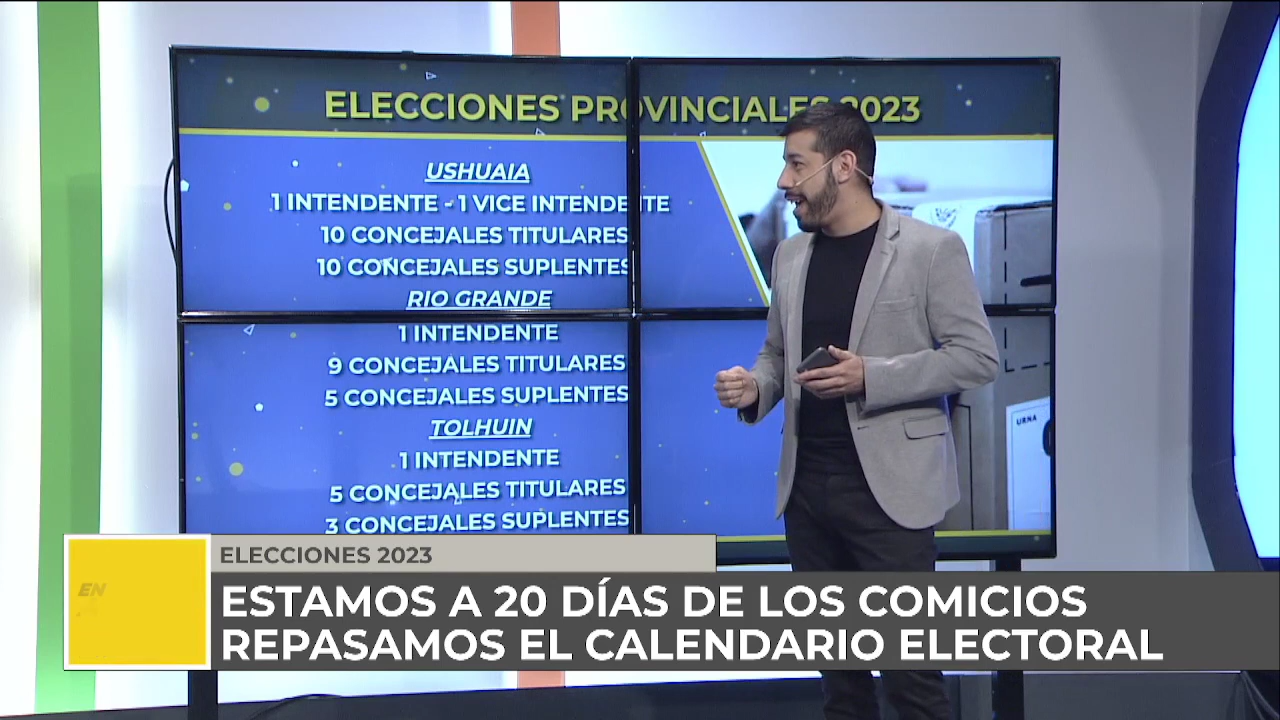 ELECCIONES PROVINCIALES 2023
USHUAIA
1 INTENDENTE - 1 VICE INTENDENTE
10 CONCEJALES TITULARES
10 CONCEJALES SUPLENTES
RIO GRANDE
1 INTENDENTE
9 CONCEJALES TITULARES
5 CONCEJALES SUPLENTES
TOLHUIN
1 INTENDENTE
5 CONCEJALES TITULARES
3 CONCEJALES SUPLENTES
URNA
EN
ELECCIONES 2023
ESTAMOS A 20 DÍAS DE LOS COMICIOS
REPASAMOS EL CALENDARIO ELECTORAL